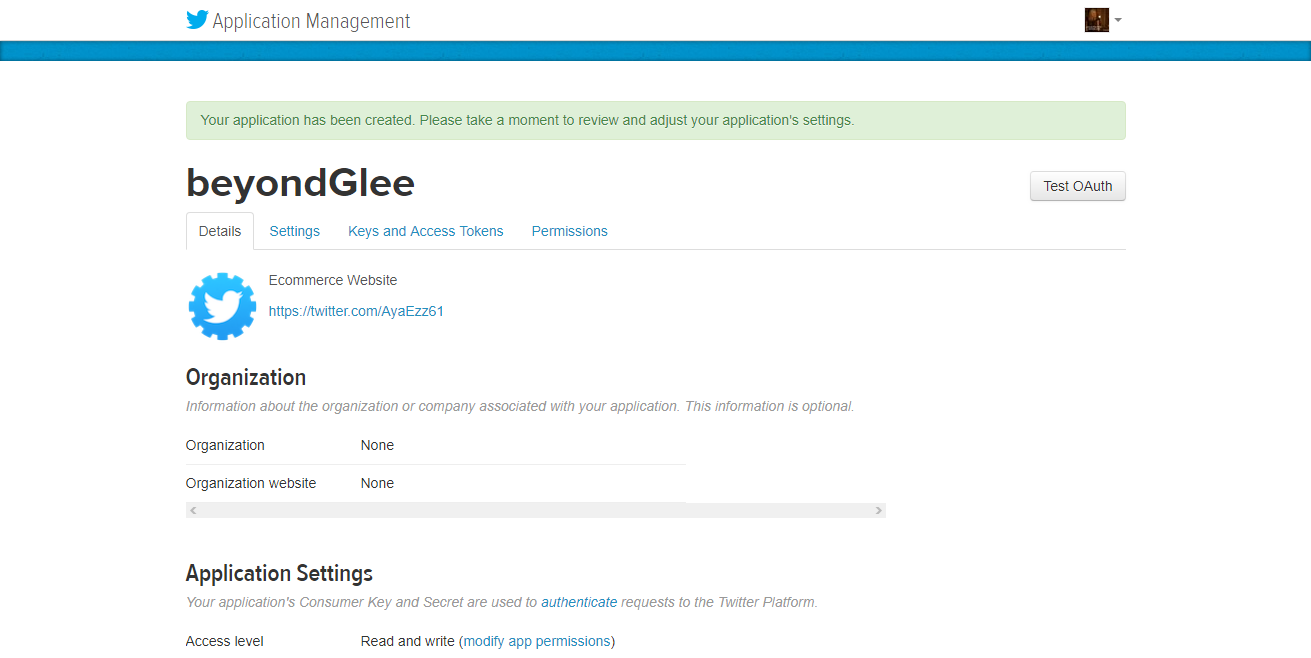 Application Management
Your application has been created. Please take a moment to review and adjust your application's settings.
beyondGlee
Test OAuth
Details Settings Keys and Access Tokens Permissions
Ecommerce Website
https://twitter.com/AyaEzz61
Organization
Information about the organization or company associated with your application. This information is optional.
Organization None
Organization website None
Application Settings
Your application's Consumer Key and Secret are used to authenticate requests to the Twitter Platform.
Access level Read and write (modify app permissions)